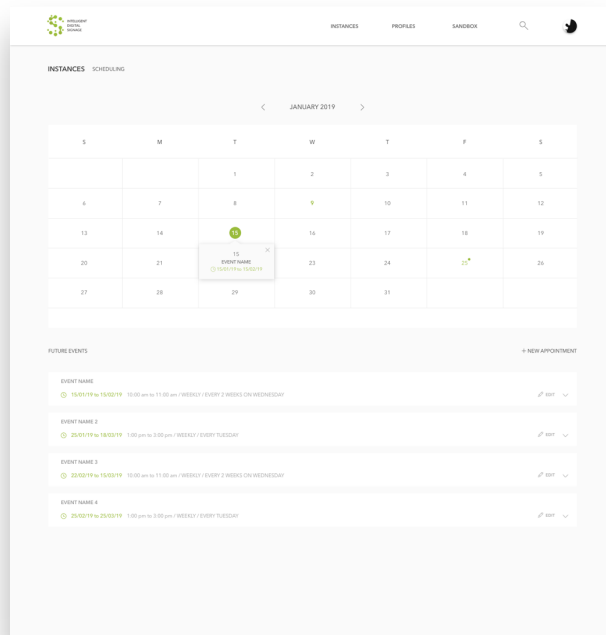 INTELLIGENT
DIGITAL
SIGNAGE
INSTANCES PROFILES SANDBOX
INSTANCES SCHEDULING
JANUARY 2019
S M T W T F S
1 2 3 4 5
6 7 8 9 10 11 12
13 14 15 16 17 18 19
20 21 23 24 25 26
15
EVENT NAME
15/01/19 to 15/02/19
27 28 29 30 31
FUTURE EVENTS + NEW APPOINTMENT
EVENT NAME
15/01/19 to 15/02/19 10:00 am to 11:00 am / WEEKLY / EVERY 2 WEEKS ON WEDNESDAY EDIT
EVENT NAME 2
25/01/19 to 18/03/19 1:00 pm to 3:00 pm / WEEKLY / EVERY TUESDAY EDIT
EVENT NAME 3
22/02/19 to 15/03/19 10:00 am to 11:00 am / WEEKLY / EVERY 2 WEEKS ON WEDNESDAY EDIT
EVENT NAME 4
25/02/19 to 25/03/19 1:00 pm to 3:00 pm / WEEKLY / EVERY TUESDAY EDIT